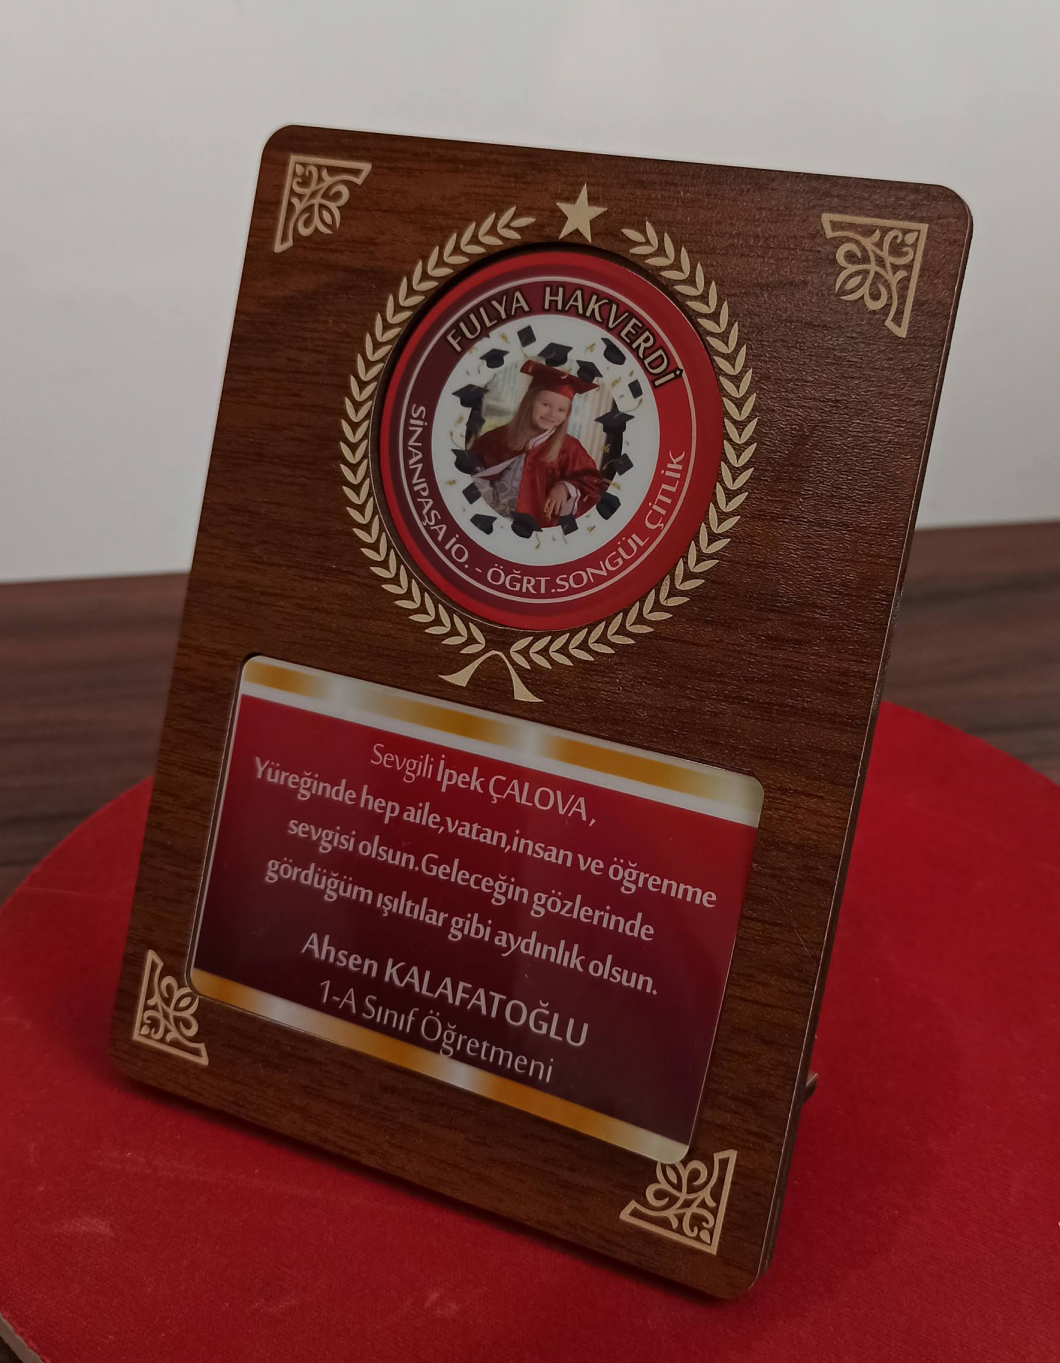 FULYA HAKVERDİ
SİNANPAŞA İO. - ÖĞRT.SONGÜL ÇİTLİK
Sevgili İpek ÇALOVA,
Yüreğinde hep aile,vatan,insan ve öğrenme
sevgisi olsun.Geleceğin gözlerinde
gördüğüm ışıltılar gibi aydınlık olsun.
Ahsen KALAFATOĞLU
1-A Sınıf Öğretmeni